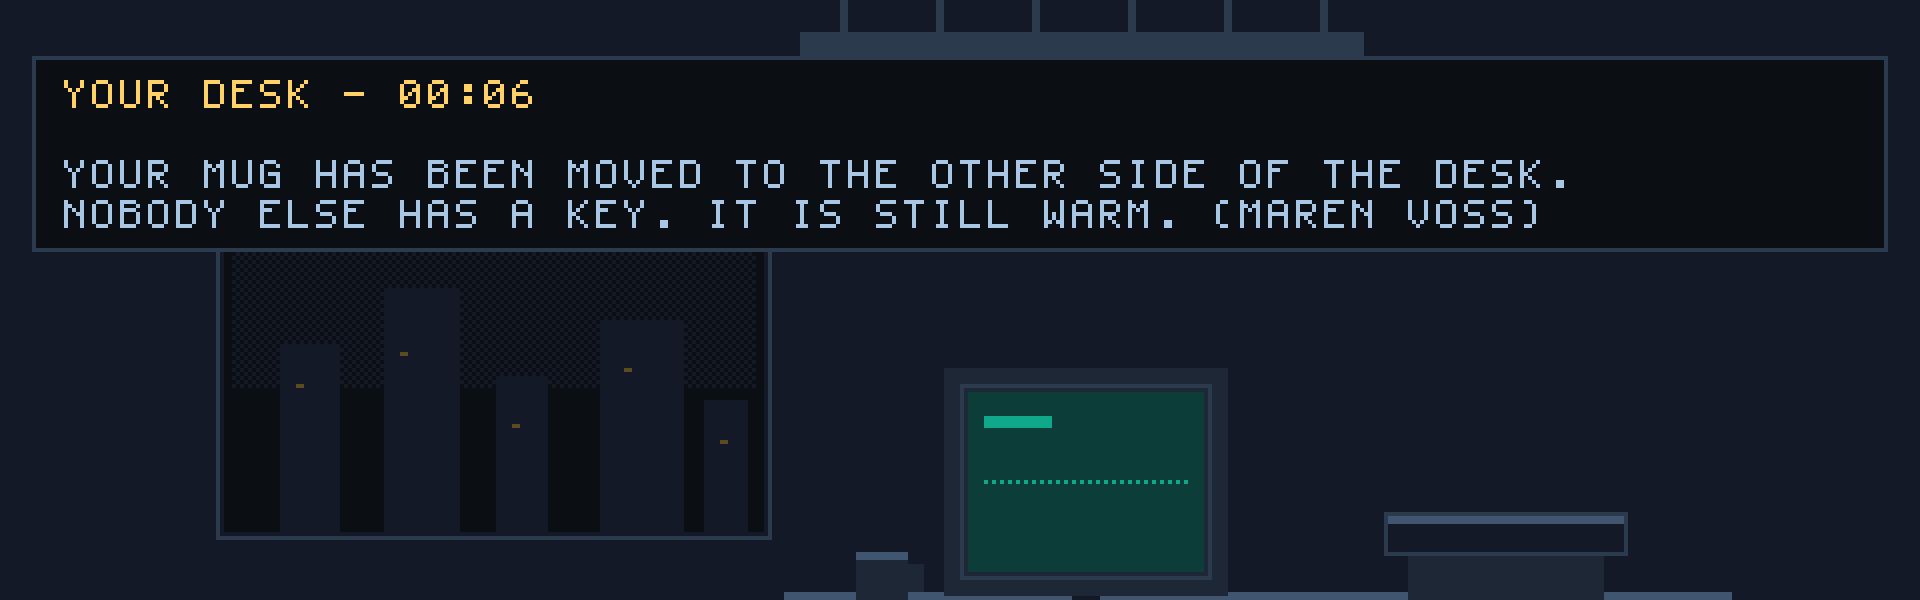 YOUR DESK - 00:06
YOUR MUG HAS BEEN MOVED TO THE OTHER SIDE OF THE DESK.
NOBODY ELSE HAS A KEY. IT IS STILL WARM. (MAREN VOSS)